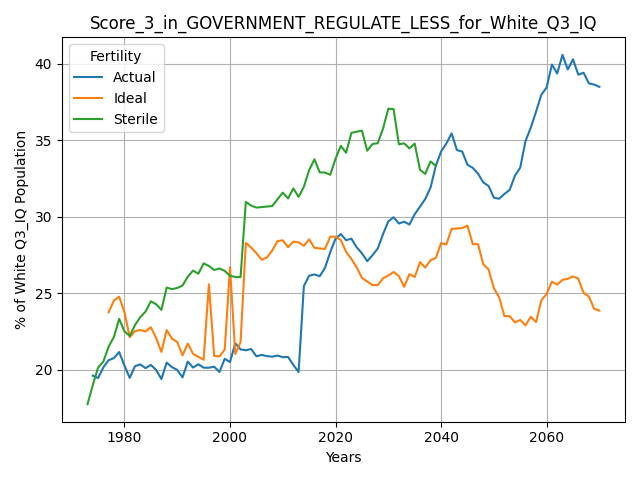 Score_3_in_GOVERNMENT_REGULATE_LESS_for_White_Q3_IQ
Fertility
Actual
Ideal
Sterile
% of White Q3_IQ Population
40
35
30
25
20
1980
2000
2020
2040
2060
Years